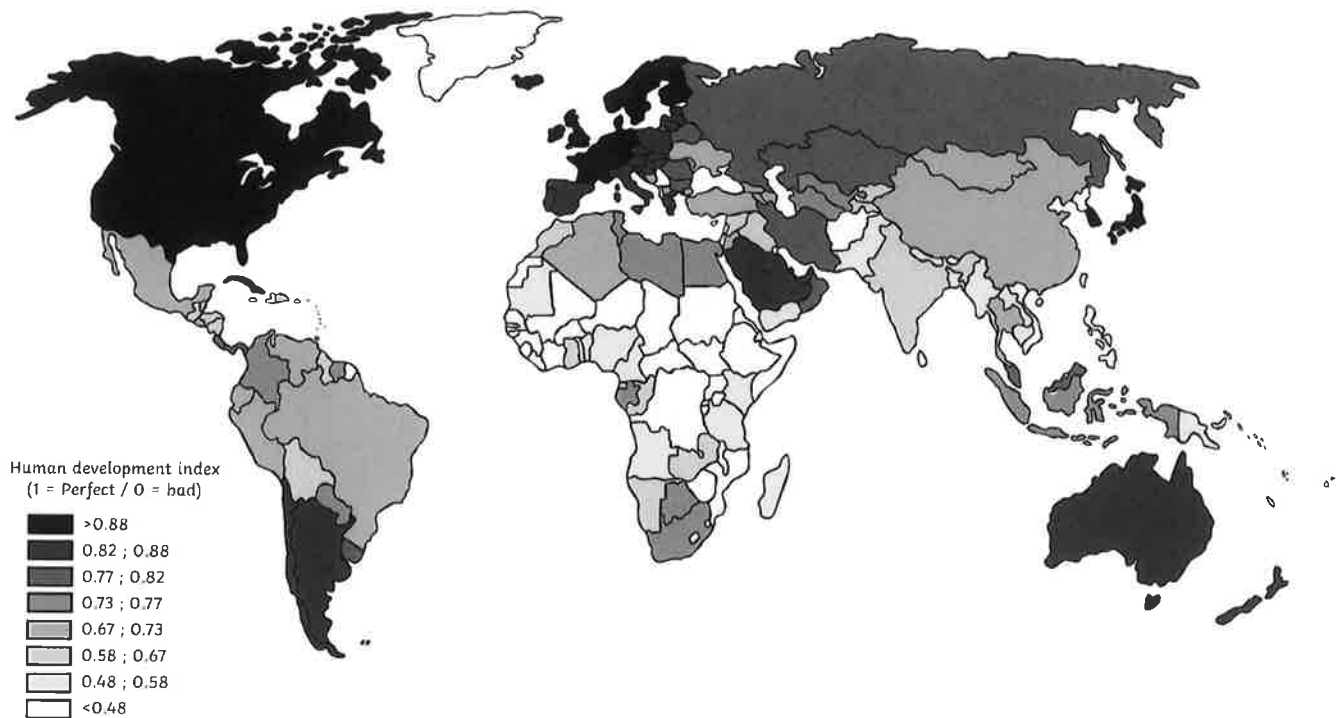 Human development index
(1 = Perfect / 0 = bad)
>0.88
0.82 ; 0.88
0.77 ; 0.82
0.73 ; 0.77
0.67 ; 0.73
0.58 ; 0.67
0.48 ; 0.58
<0.48